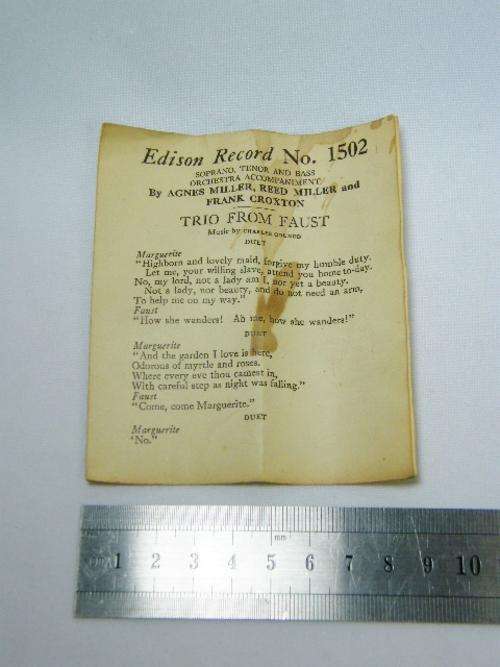 Edison Record No. 1502
SOPRANO, TENOR AND BASS
ORCHESTRA ACCOMPANIMENT
By AGNES MILLER, REED MILLER and
FRANK CROXTON
TRIO FROM FAUST
Music by CHARLES GOUNOD
DUET
Marguerite
"Highborn and lovely maid, forgive my humble duty.
Let me, your willing slave, attend you home to-day.
No, my lord, not a lady am I, nor yet a beauty.
Not a lady, nor beauty, and do not need an arm,
To help me on my way."
Faust
"How she wanders! Ah me, how she wanders!"
DUET
Marguerite
"And the garden I love is here,
Odorous of myrtle and roses.
Where every eve thou camest in,
With careful step as night was falling."
Faust
"Come, come Marguerite."
DUET
Marguerite
"No."
mm
1 2 3 4 5 6 7 8 9 10